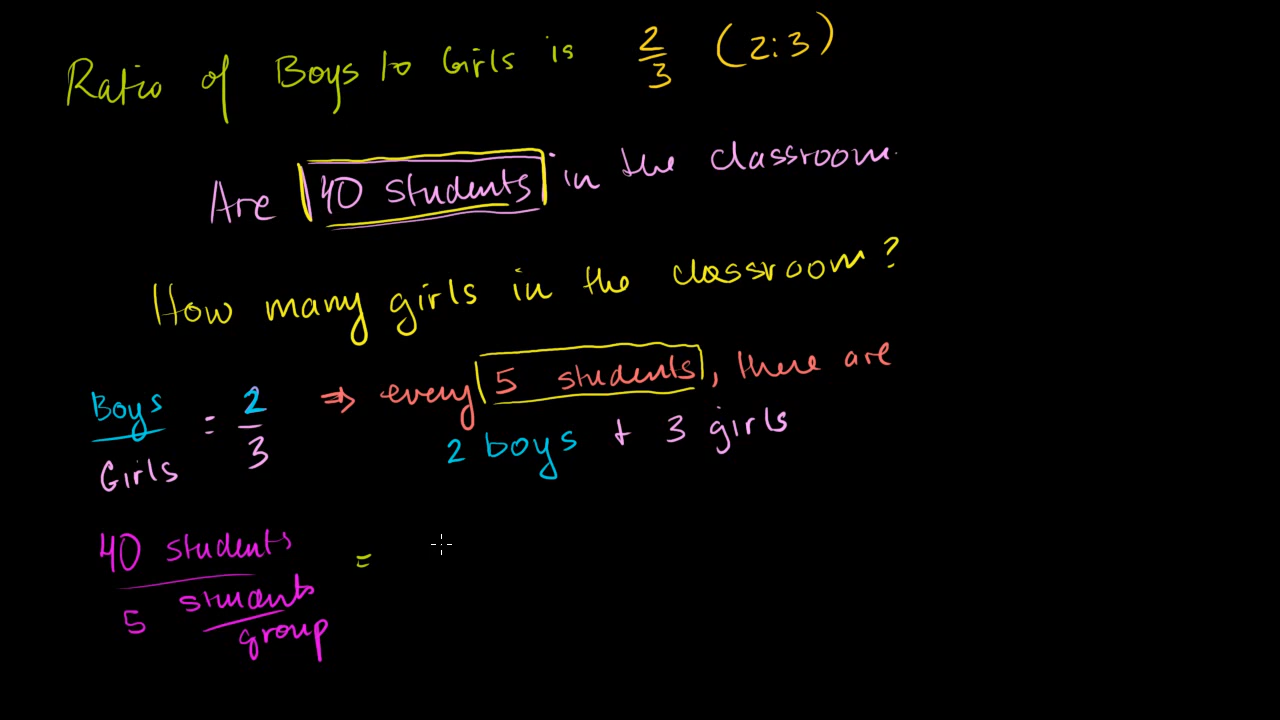 Ratio of Boys to Girls is 2/3 (2:3)
Are 40 students in the classroom.
How many girls in the classroom?
Boys/Girls = 2/3 ⇒ every 5 students, there are
2 boys + 3 girls
40 students
5 students/group =